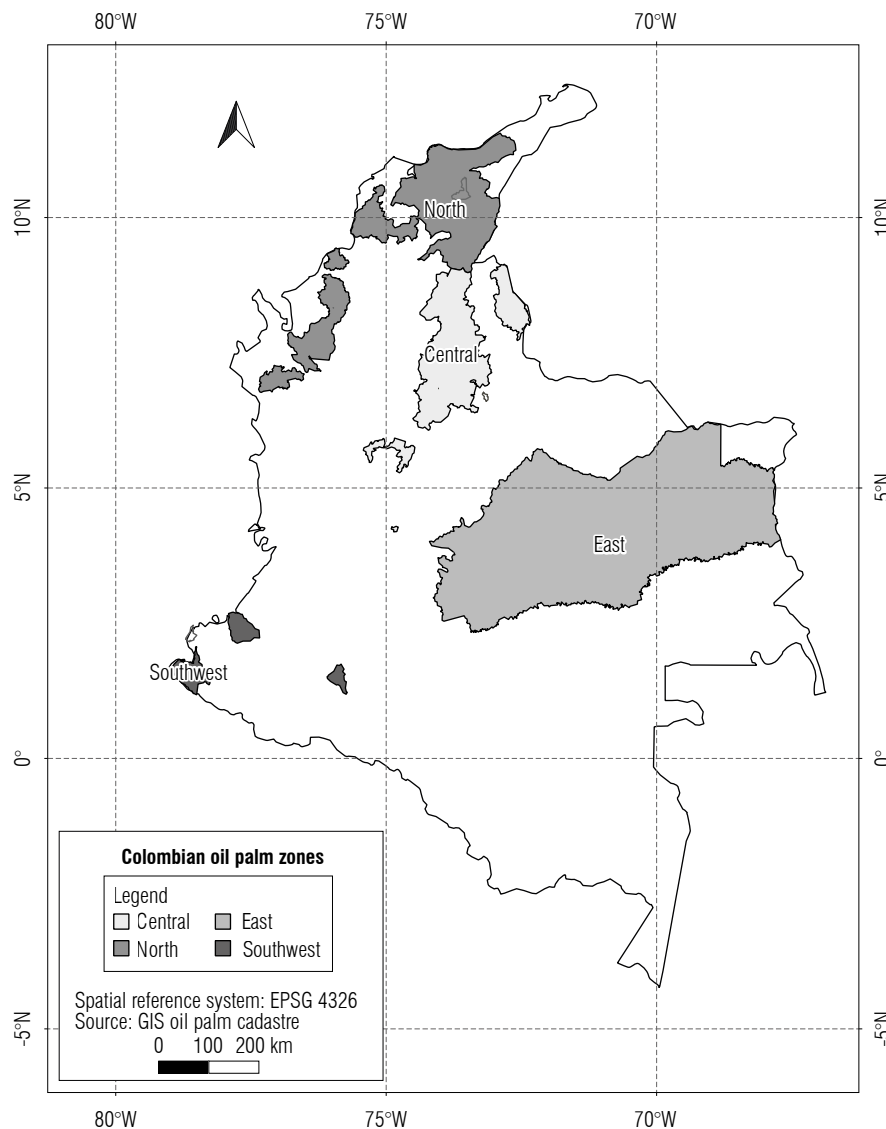 80°W 75°W 70°W
10°N 10°N
North
Central
5°N 5°N
East
Southwest
0° 0°
Colombian oil palm zones
Legend
Central East
North Southwest
Spatial reference system: EPSG 4326
Source: GIS oil palm cadastre
0 100 200 km
-5°N -5°N
80°W 75°W 70°W